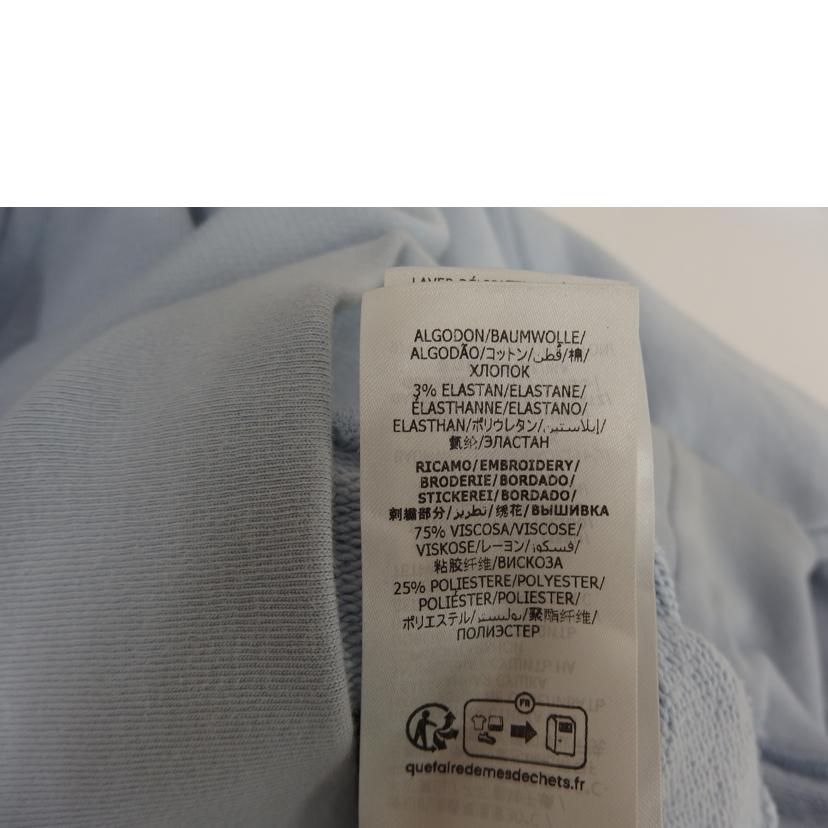 ALGODON/BAUMWOLLE/
ALGODÃO/コットン/قطن/棉/
ХЛОПОК
3% ELASTAN/ELASTANE/
ÉLASTHANNE/ELASTANO/
ELASTHAN/ポリウレタン/إيلاستين/
氨纶/ЭЛАСТАН
RICAMO/EMBROIDERY/
BRODERIE/BORDADO/
STICKEREI/BORDADO/
刺繍部分/تطريز/绣花/ВЫШИВКА
75% VISCOSA/VISCOSE/
VISKOSE/レーヨン/فسكوز/
粘胶纤维/ВИСКОЗА
25% POLIESTERE/POLYESTER/
POLIÉSTER/POLIESTER/
ポリエステル/بوليستر/聚酯纤维/
ПОЛИЭСТЕР
FR
quefairedemesdechets.fr